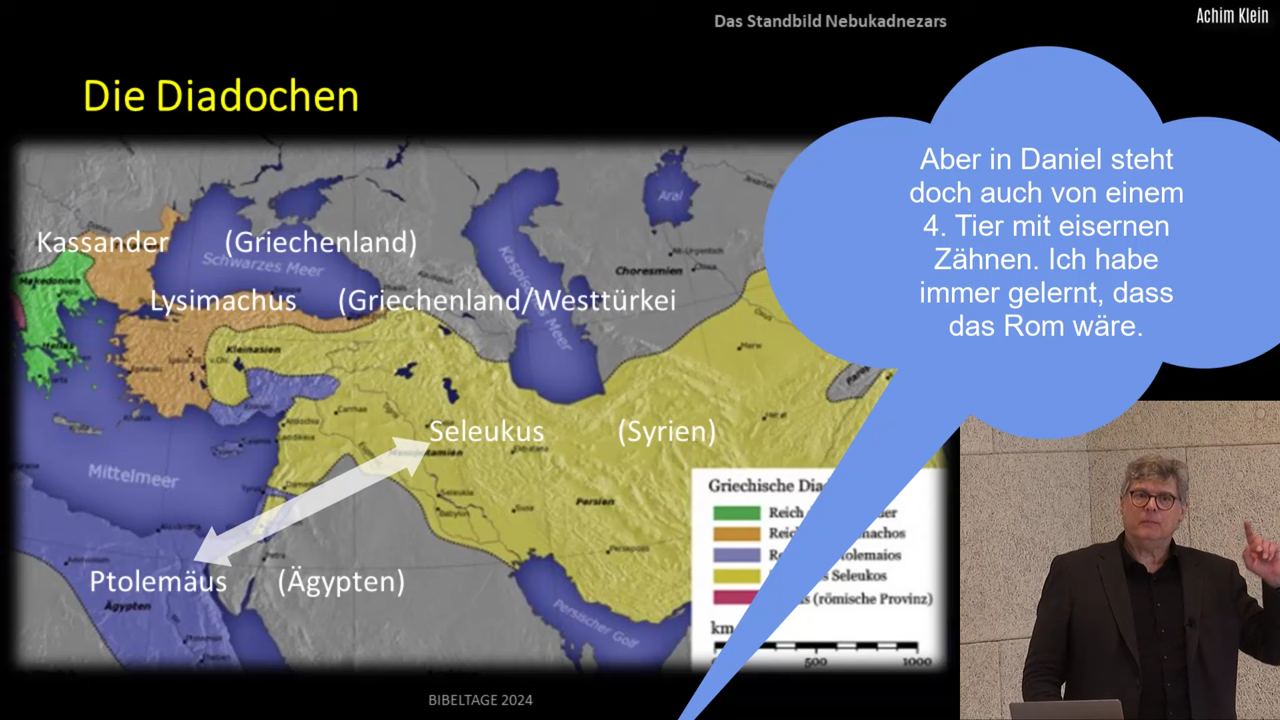 Das Standbild Nebukadnezars
Achim Klein
Die Diadochen
Aber in Daniel steht
doch auch von einem
4. Tier mit eisernen
Zähnen. Ich habe
immer gelernt, dass
das Rom wäre.
Aral
Kassander (Griechenland)
Schwarzes Meer
Kaspisches Meer
Choresmien
Makedonien
Lysimachus (Griechenland/Westtürkei
Kleinasien
Merw
Seleukus (Syrien)
Mittelmeer
Persien
Griechische Dia
Reich
Seleukos
(römische Provinz)
Ptolemäus (Ägypten)
Ägypten
Petra
Persepolis
Persischer Golf
km
500
1000
BIBELTAGE 2024